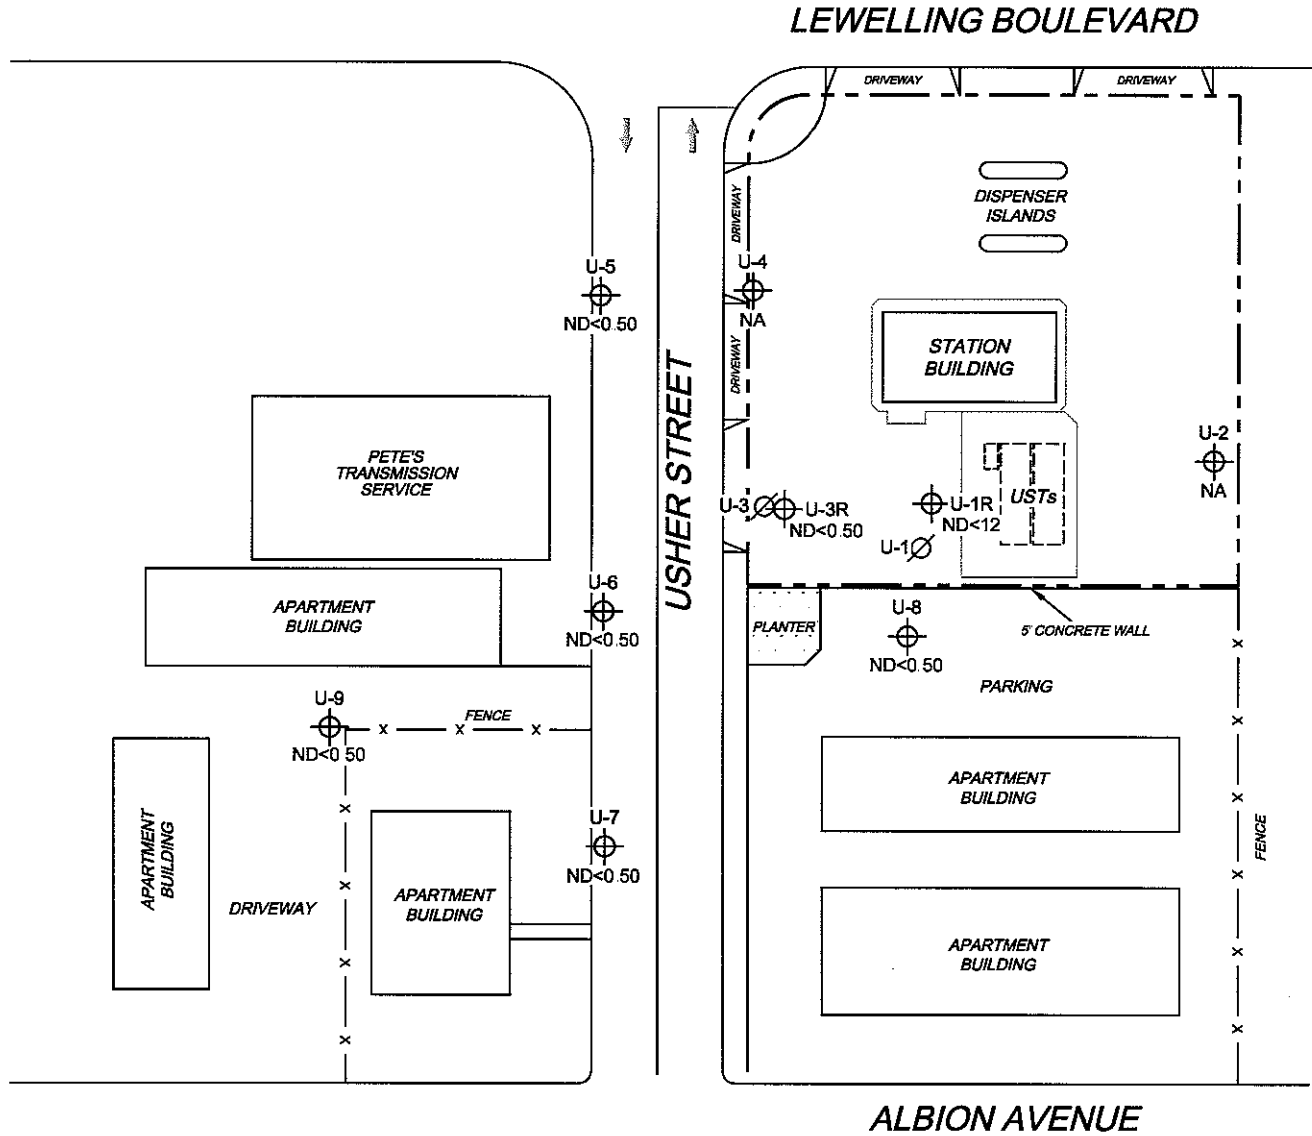 LEWELLING BOULEVARD
DRIVEWAY
DRIVEWAY
DISPENSER
ISLANDS
DRIVEWAY
U-5
ND<0.50
U-4
NA
STATION
BUILDING
DRIVEWAY
USHER STREET
PETE'S
TRANSMISSION
SERVICE
U-2
NA
U-3
U-3R
ND<0.50
U-1R
ND<12
USTs
U-1
APARTMENT
BUILDING
U-6
ND<0.50
PLANTER
U-8
ND<0.50
5' CONCRETE WALL
PARKING
U-9
ND<0.50
FENCE
X X X
APARTMENT
BUILDING
DRIVEWAY
APARTMENT
BUILDING
U-7
ND<0.50
X
X
X
X
APARTMENT
BUILDING
APARTMENT
BUILDING
FENCE
X
X
X
X
X
X
ALBION AVENUE